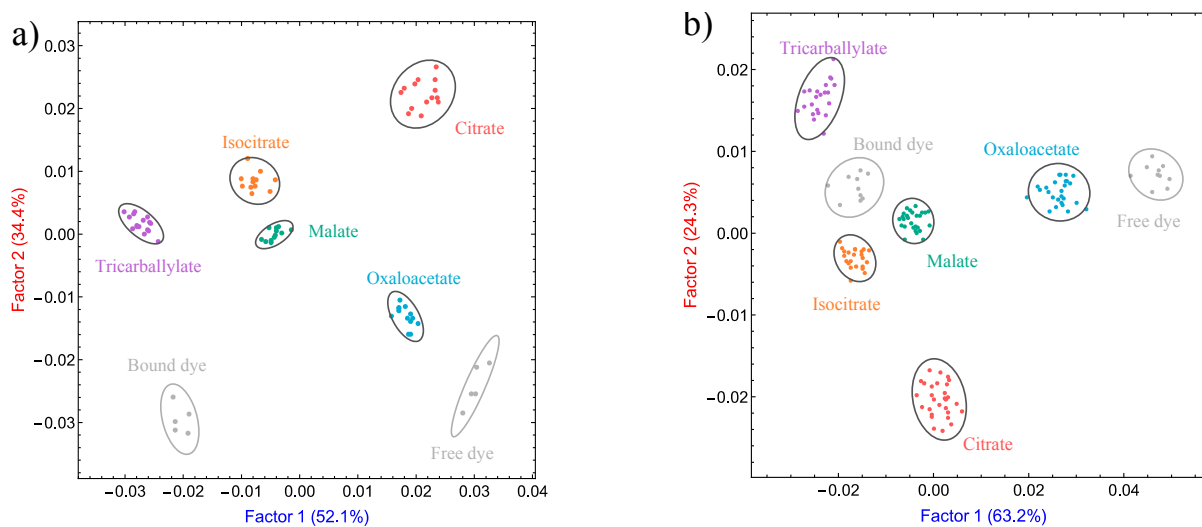 a)
Factor 2 (34.4%)
0.03
0.02
0.01
0.00
−0.01
−0.02
−0.03
Citrate
Isocitrate
Malate
Tricarballylate
Oxaloacetate
Bound dye
Free dye
−0.03 −0.02 −0.01 0.00 0.01 0.02 0.03 0.04
Factor 1 (52.1%)
b)
Factor 2 (24.3%)
0.02
0.01
0.00
−0.01
−0.02
Tricarballylate
Bound dye
Oxaloacetate
Free dye
Malate
Isocitrate
Citrate
−0.02 0.00 0.02 0.04
Factor 1 (63.2%)